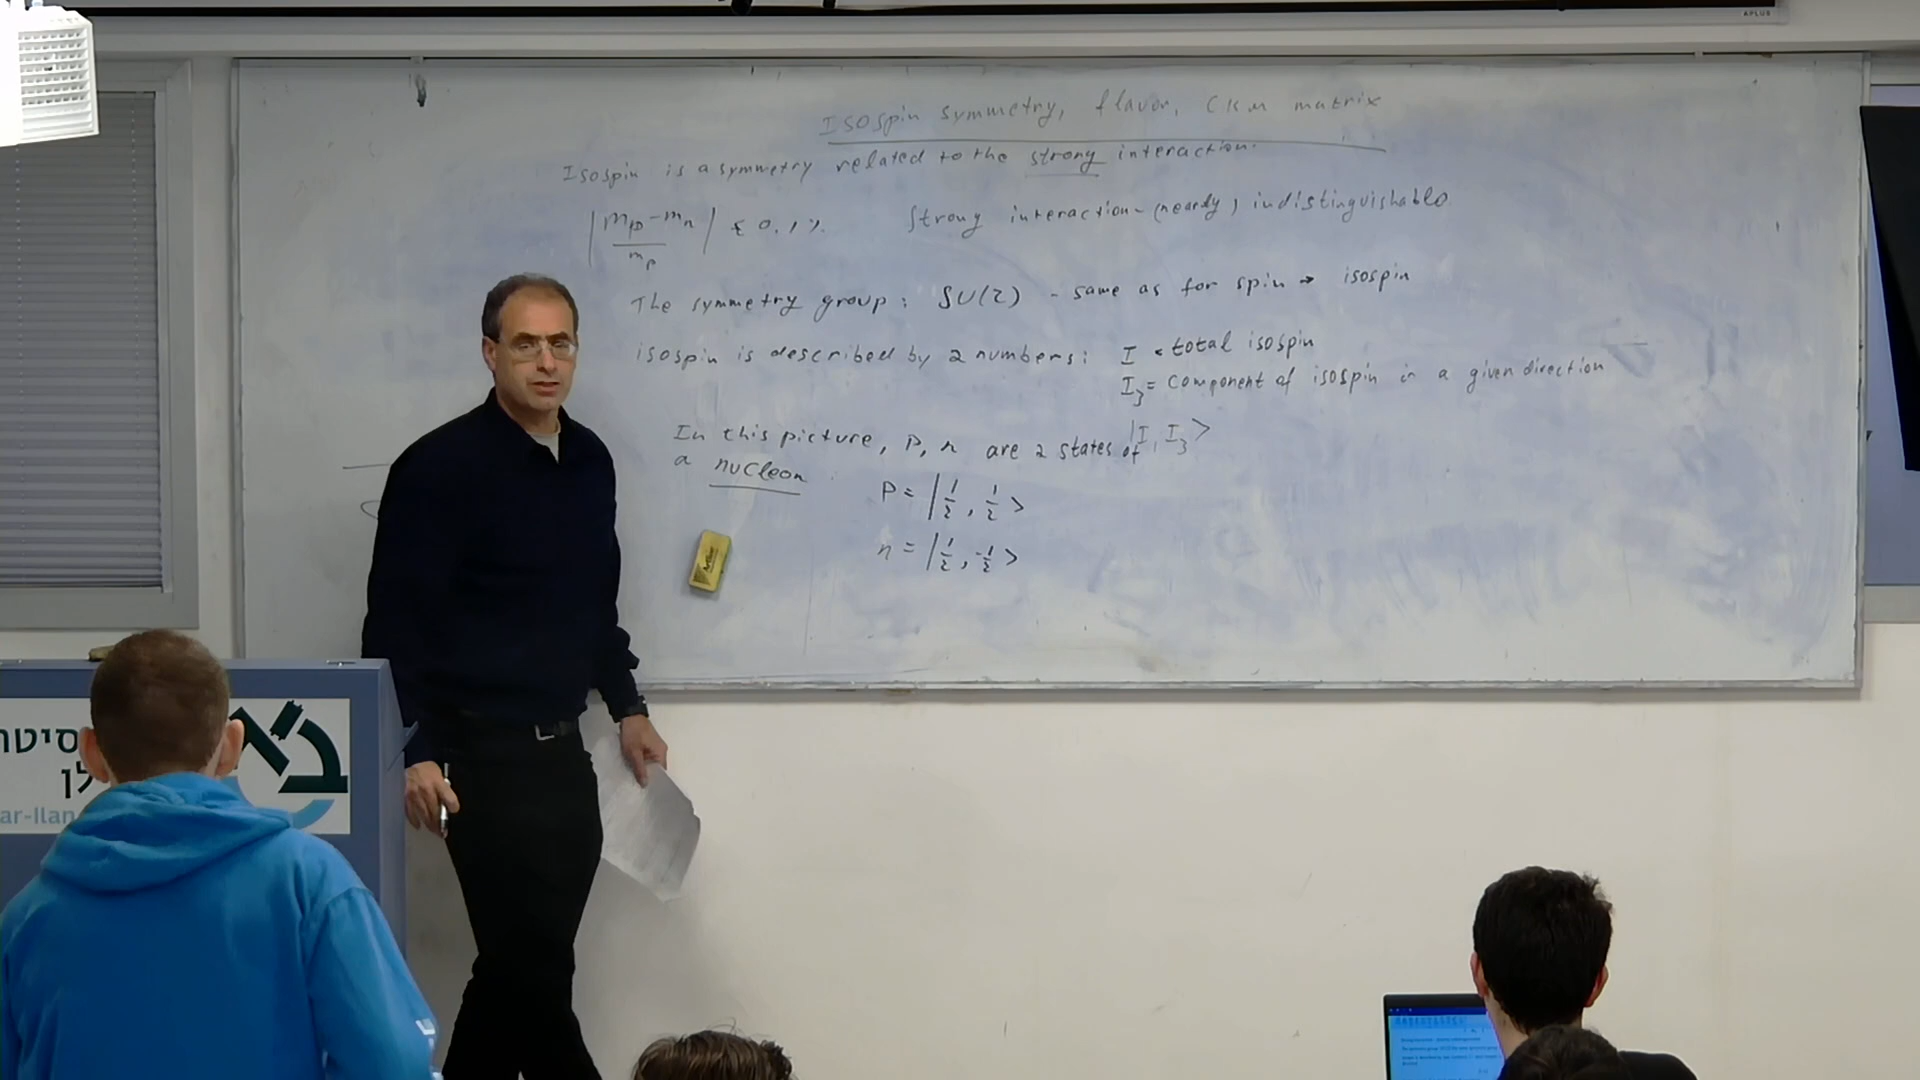 APLUS
Isospin symmetry, flavor, CKM matrix
Isospin is a symmetry related to the strong interaction.
|mp-mn / mp| ≤ 0.1% Strong interaction - (nearly) indistinguishable
The symmetry group: SU(2) - same as for spin → isospin
isospin is described by 2 numbers: I = total isospin
I3 = component of isospin in a given direction
In this picture, P, n are 2 states of |I, I3>
a nucleon
P = |1/2, 1/2>
n = |1/2, -1/2>
Artline
סיטת
לן
ar-Ilan